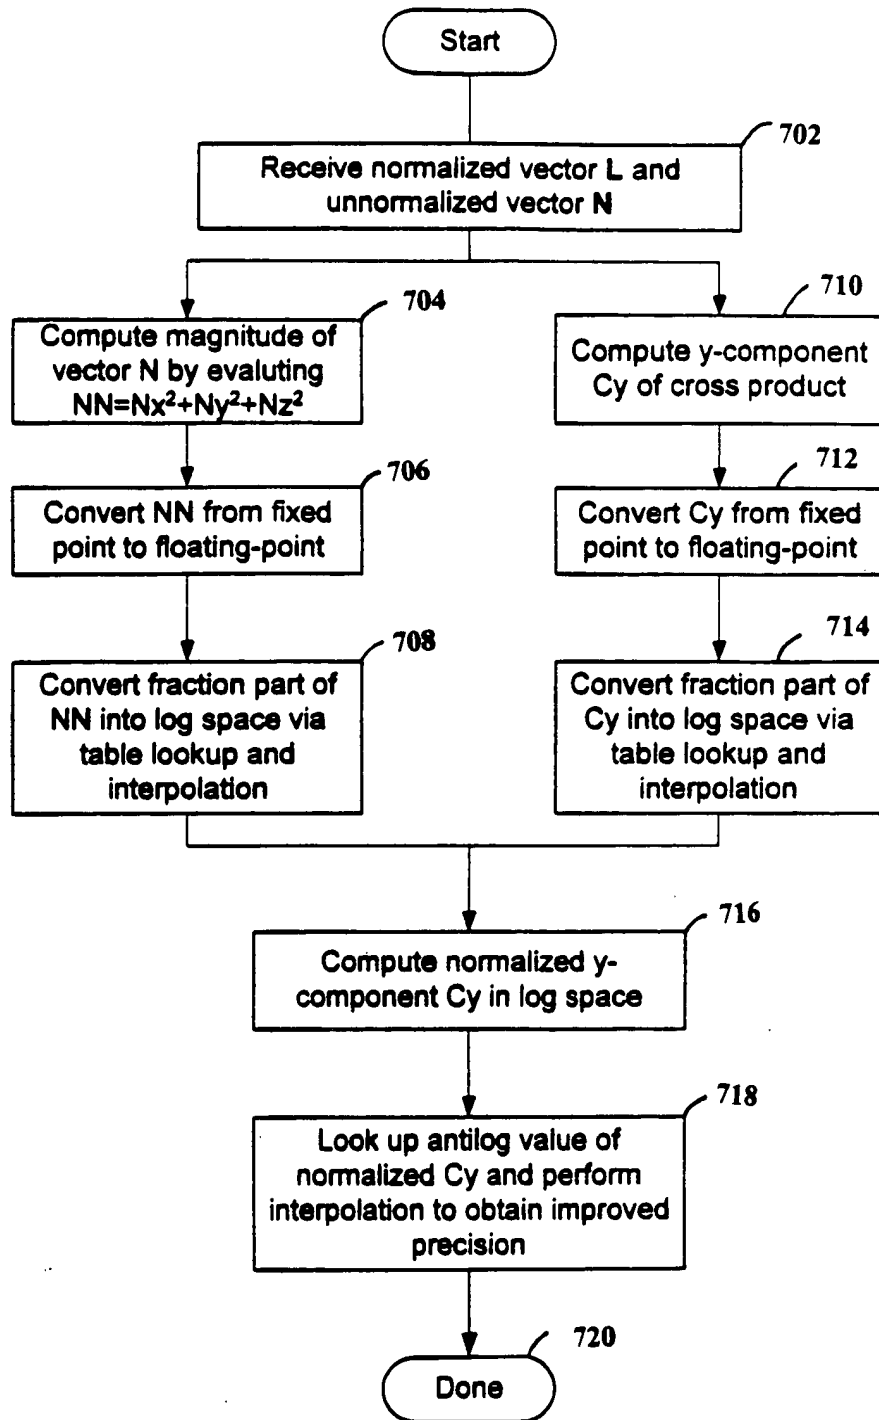 Start
702
Receive normalized vector L and
unnormalized vector N
704
Compute magnitude of
vector N by evaluting
NN=Nx²+Ny²+Nz²
710
Compute y-component
Cy of cross product
706
Convert NN from fixed
point to floating-point
712
Convert Cy from fixed
point to floating-point
708
Convert fraction part of
NN into log space via
table lookup and
interpolation
714
Convert fraction part of
Cy into log space via
table lookup and
interpolation
716
Compute normalized y-
component Cy in log space
718
Look up antilog value of
normalized Cy and perform
interpolation to obtain improved
precision
720
Done